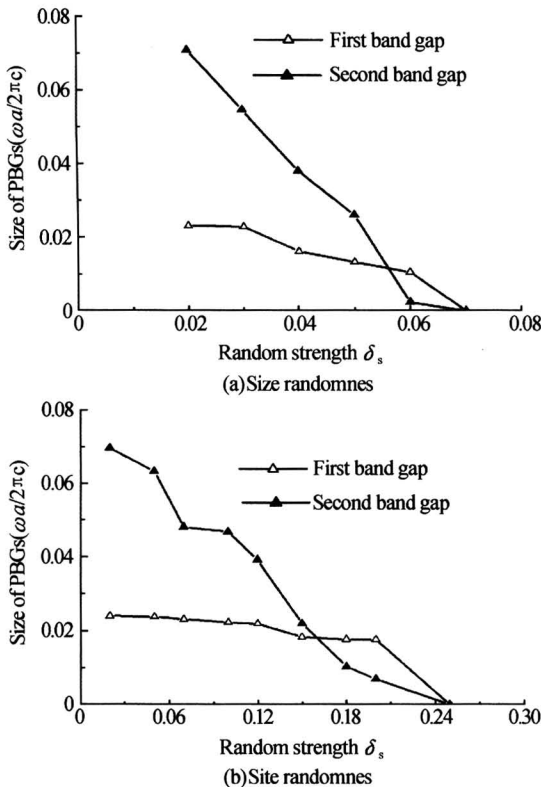 0.08
First band gap
Second band gap
0.06
0.04
0.02
0
Size of PBGs(ωa/2πc)
0 0.02 0.04 0.06 0.08
Random strength δs
(a)Size randomnes
0.08
First band gap
Second band gap
0.06
0.04
0.02
0
Size of PBGs(ωa/2πc)
0.06 0.12 0.18 0.24 0.30
Random strength δs
(b)Site randomnes